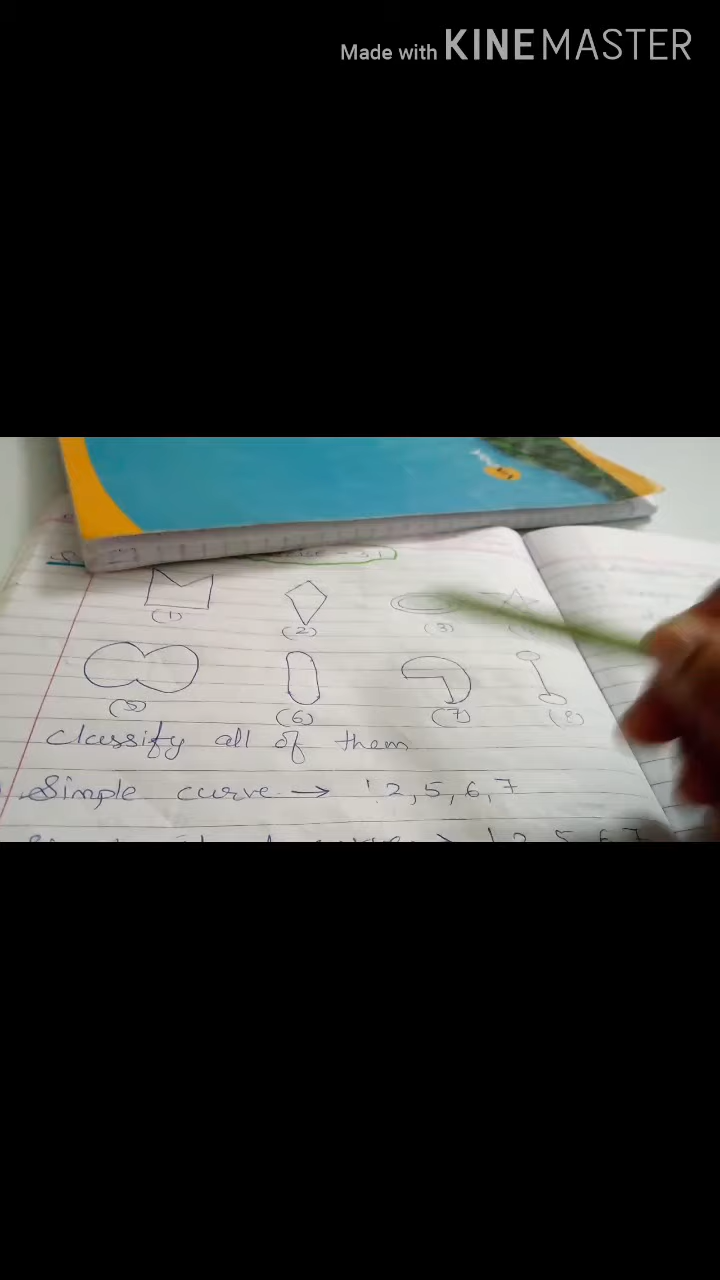 Made with KINEMASTER
(1)
(2)
(3)
(5)
(6)
(7)
(8)
Classify all of them
Simple curve → 1 2, 5, 6, 7